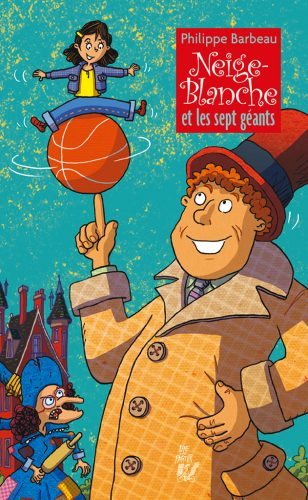 Philippe Barbeau
Neige-
Blanche
et les sept géants